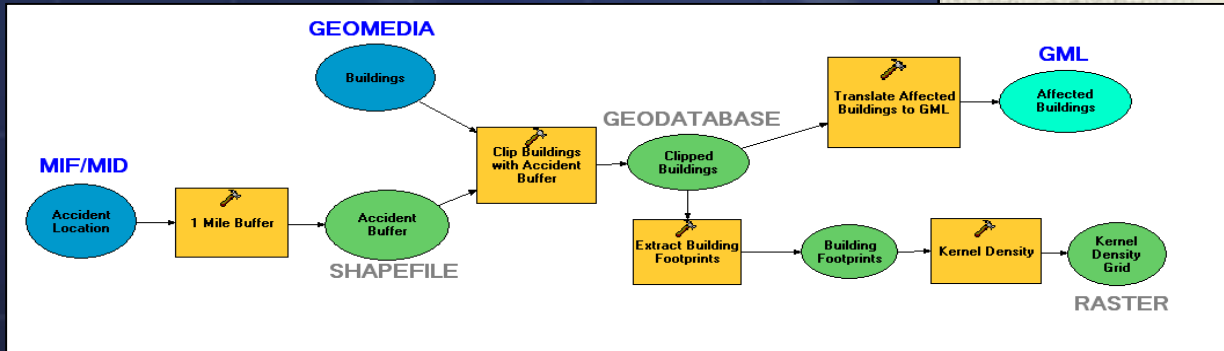 GEOMEDIA
Buildings
MIF/MID
Accident
Location
1 Mile Buffer
Accident
Buffer
SHAPEFILE
Clip Buildings
with Accident
Buffer
GEODATABASE
Clipped
Buildings
Translate Affected
Buildings to GML
GML
Affected
Buildings
Extract Building
Footprints
Building
Footprints
Kernel Density
Kernel
Density
Grid
RASTER